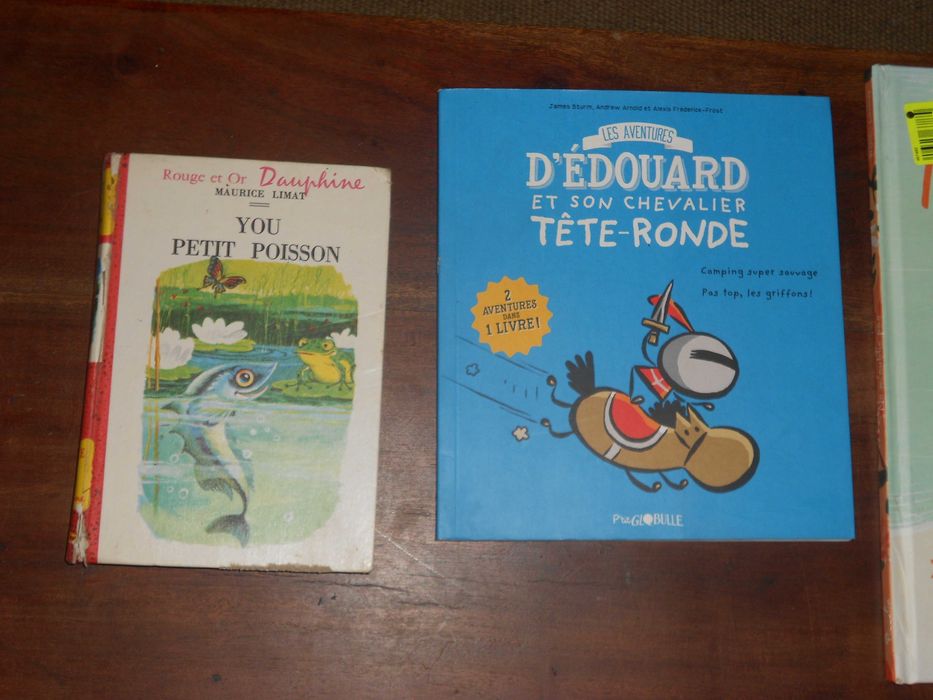 Rouge et Or Dauphine
MAURICE LIMAT
YOU
PETIT POISSON
James Sturm, Andrew Arnold et Alexis Frederick-Frost
LES AVENTURES
D'ÉDOUARD
ET SON CHEVALIER
TÊTE-RONDE
Camping super sauvage
Pas top, les griffons!
2
AVENTURES
DANS
1 LIVRE!
P'tit GLOBULLE